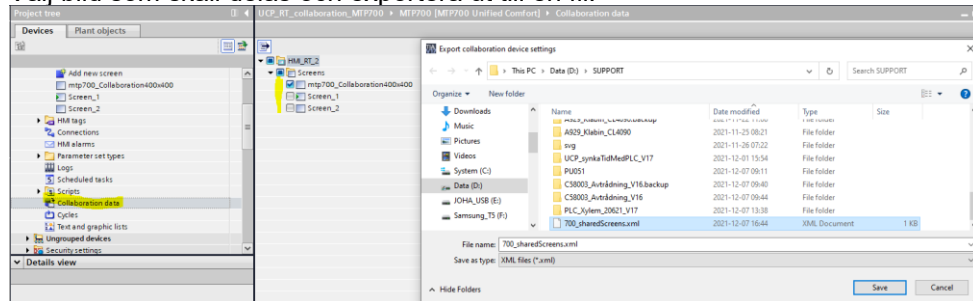 Project tree
UCP_RT_collaboration_MTP700 ▸ MTP700 [MTP700 Unified Comfort] ▸ Collaboration data
Devices
Plant objects
Add new screen
mtp700_Collaboration400x400
Screen_1
Screen_2
HMI tags
Connections
HMI alarms
Parameter set types
Logs
Scheduled tasks
Scripts
Collaboration data
Cycles
Text and graphic lists
Ungrouped devices
Security settings
Details view
HMI_RT_2
Screens
mtp700_Collaboration400x400
Screen_1
Screen_2
Export collaboration device settings
This PC > Data (D:) > SUPPORT
Search SUPPORT
Organize
New folder
Downloads
Music
Pictures
Videos
System (C:)
Data (D:)
JOHA_USB (E:)
Samsung_T5 (F:)
Name Date modified Type Size
A929_Klabin_CL4090 2021-11-25 08:21 File folder
svg 2021-11-26 07:22 File folder
UCP_synkaTidMedPLC_V17 2021-12-01 15:54 File folder
PU051 2021-12-07 09:11 File folder
C38003_Avtrådning_V16.backup 2021-12-07 09:40 File folder
C38003_Avtrådning_V16 2021-12-07 09:44 File folder
PLC_Xylem_20621_V17 2021-12-07 13:38 File folder
700_sharedScreens.xml 2021-12-07 16:44 XML Document 1 KB
File name: 700_sharedScreens.xml
Save as type: XML files (*.xml)
Hide Folders
Save
Cancel